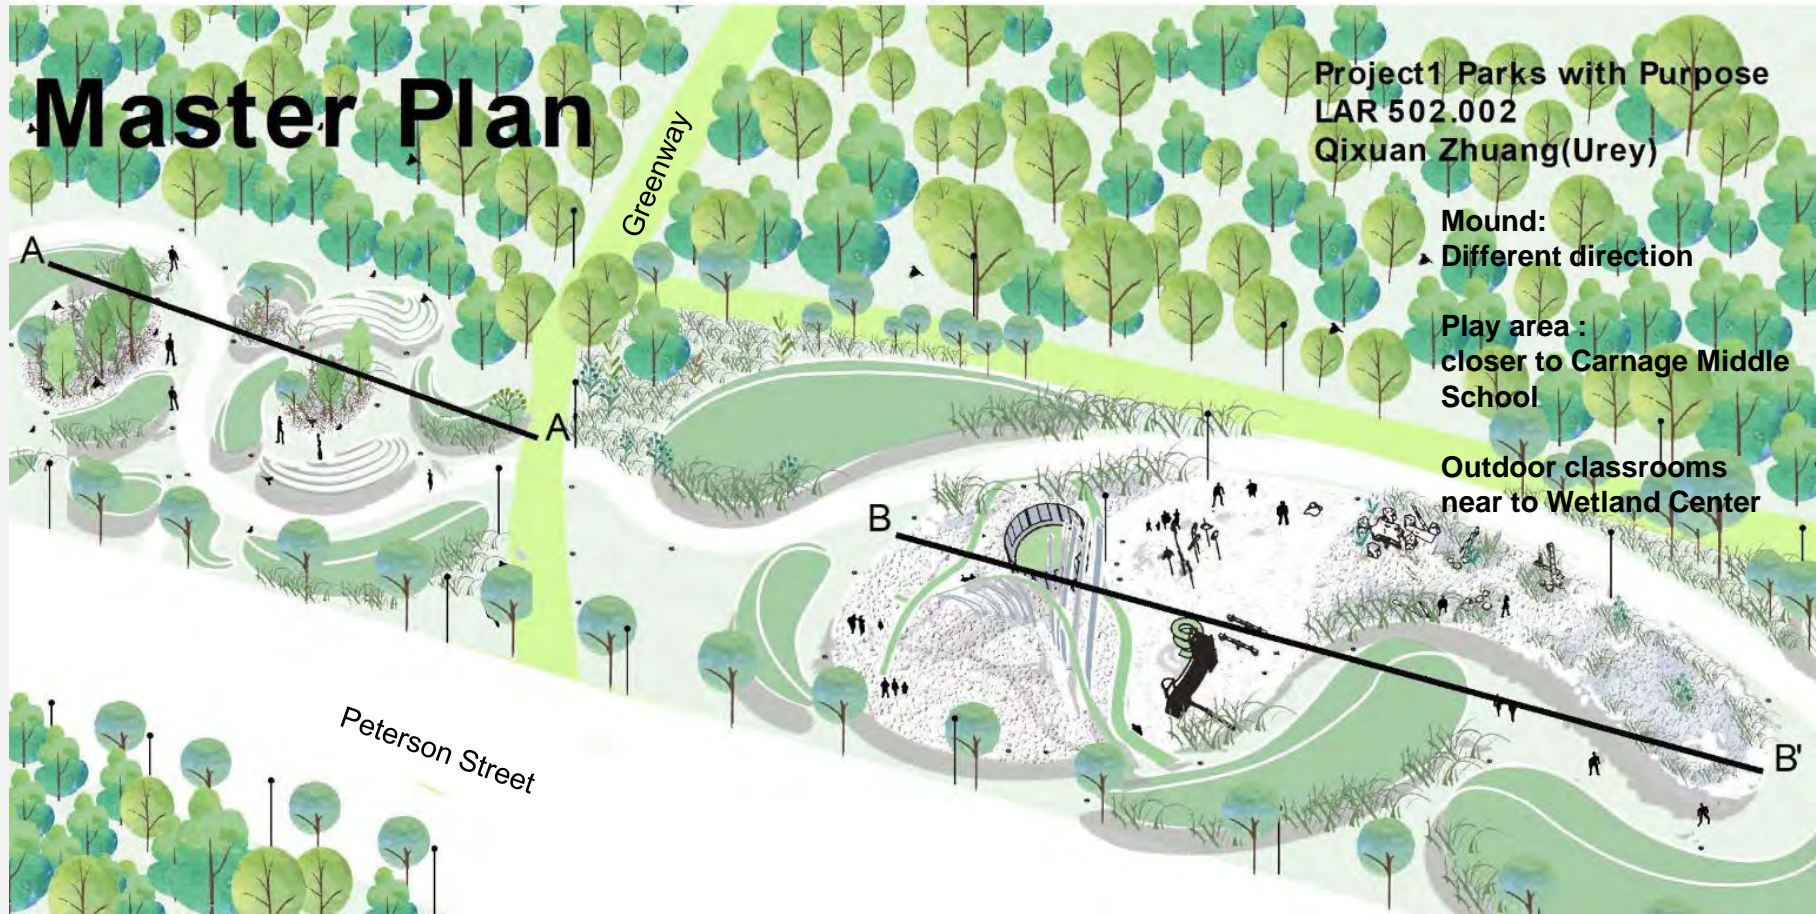 Master Plan
Project1 Parks with Purpose
LAR 502.002
Qixuan Zhuang(Urey)
Greenway
Mound:
Different direction
Play area :
closer to Carnage Middle
School
Outdoor classrooms
near to Wetland Center
A
A'
B
B'
Peterson Street